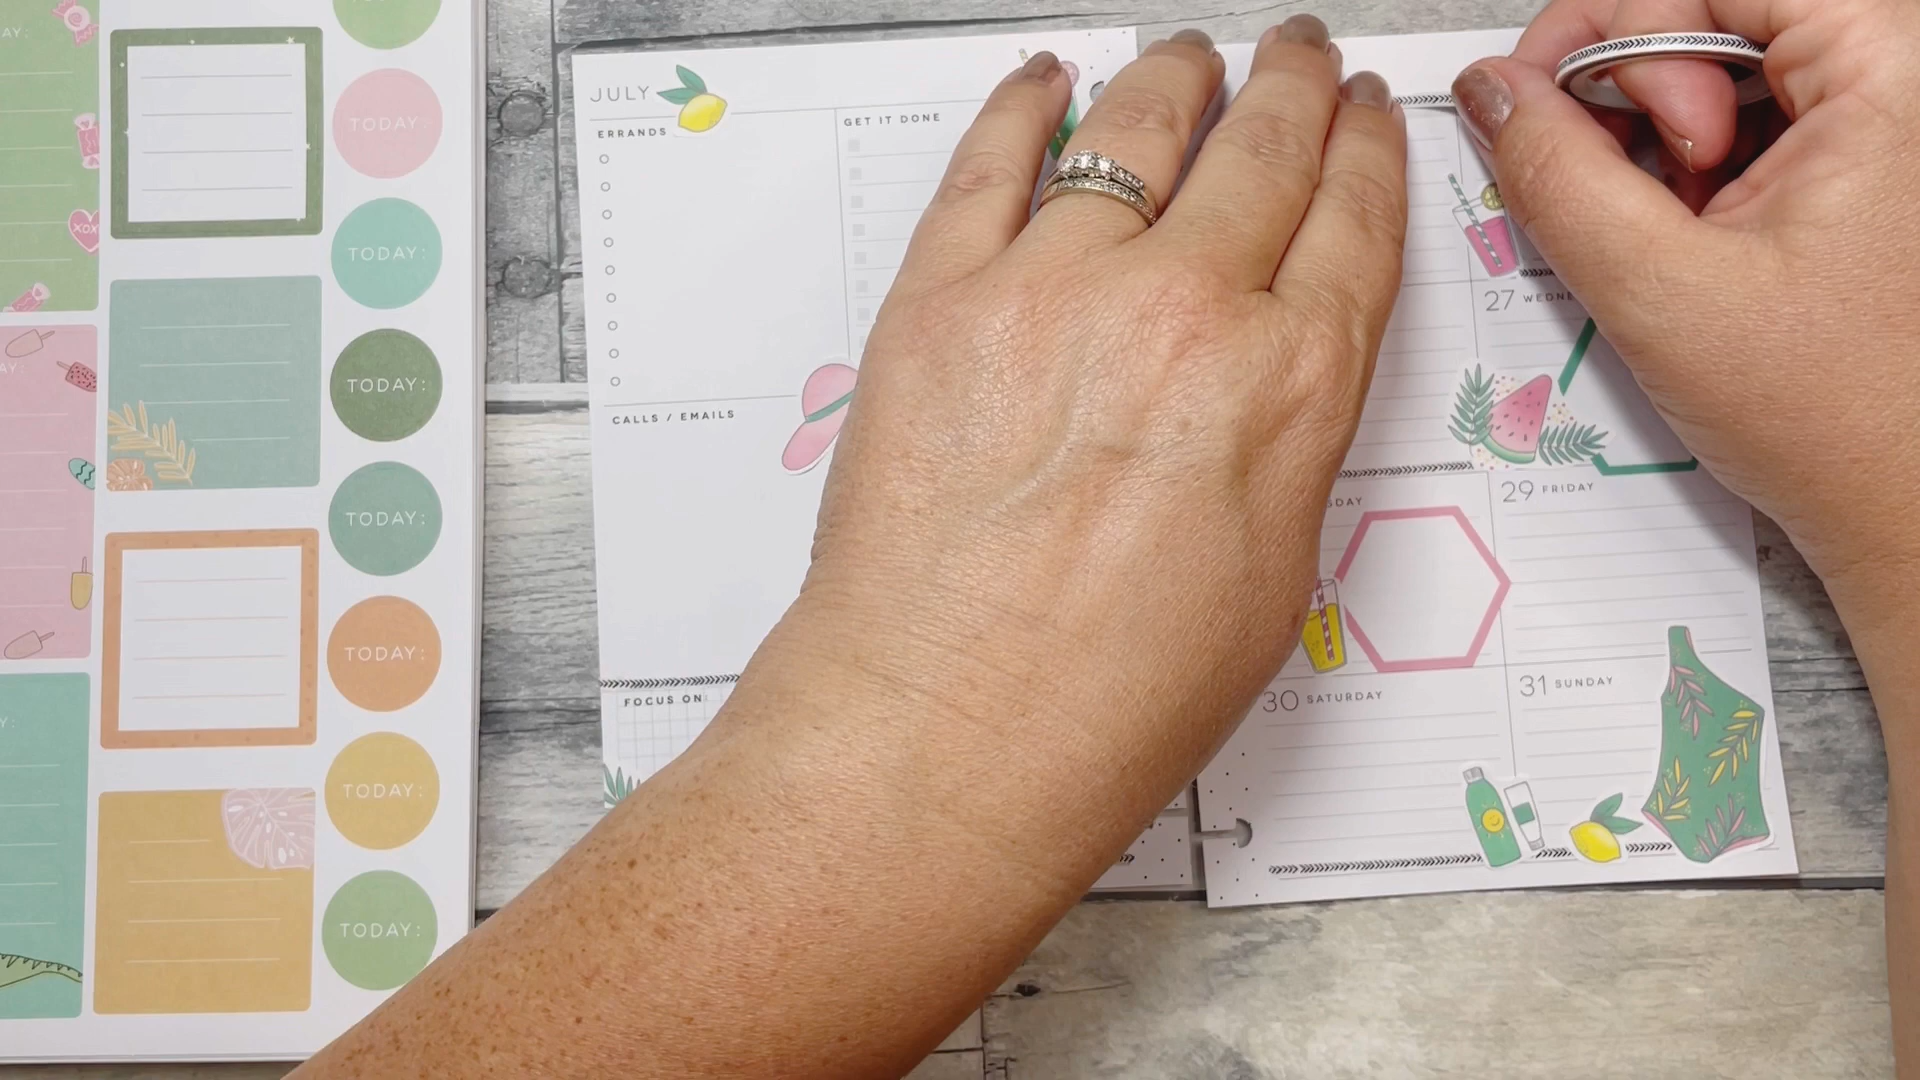 TODAY:
TODAY:
TODAY:
TODAY:
TODAY:
TODAY:
TODAY:
XOXO
JULY
ERRANDS
GET IT DONE
CALLS / EMAILS
FOCUS ON:
27
29 FRIDAY
30 SATURDAY
31 SUNDAY